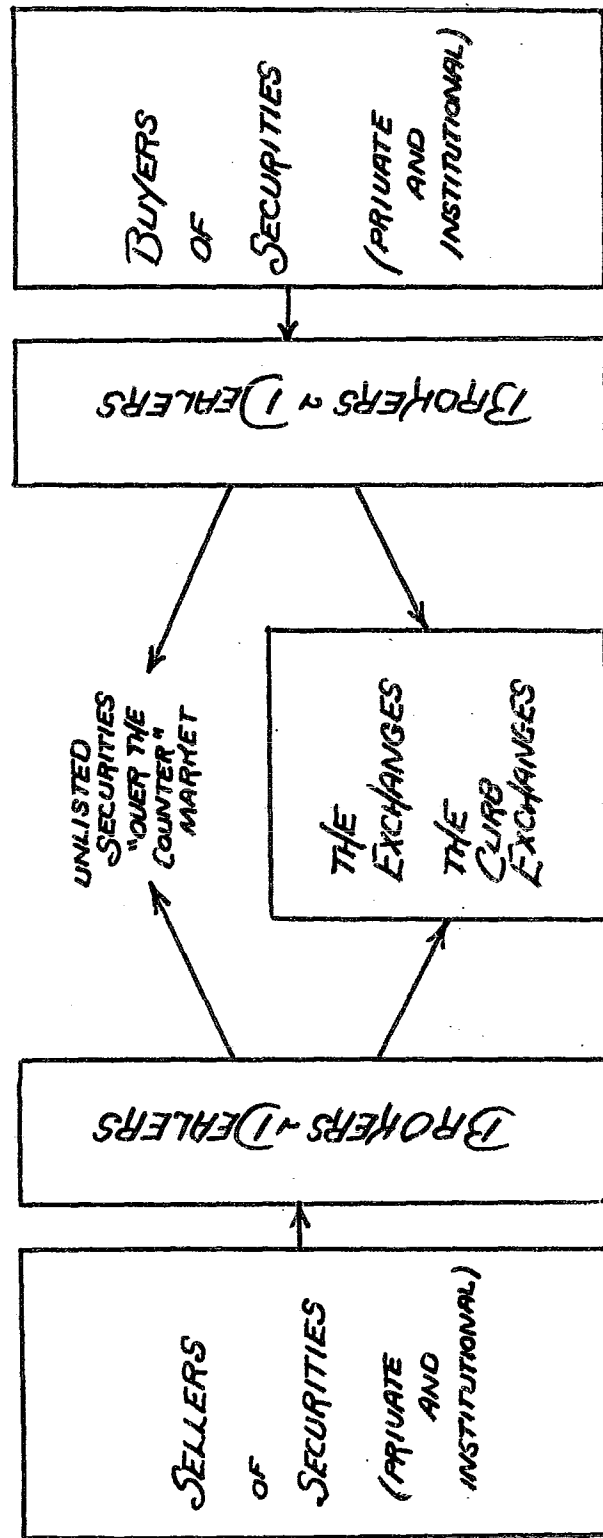 SELLERS
OF
SECURITIES
(PRIVATE
AND
INSTITUTIONAL)
BROKERS ~ DEALERS
UNLISTED
SECURITIES
"OVER THE
COUNTER"
MARKET
THE
EXCHANGES
THE
CURB
EXCHANGES
BROKERS ~ DEALERS
BUYERS
OF
SECURITIES
(PRIVATE
AND
INSTITUTIONAL)